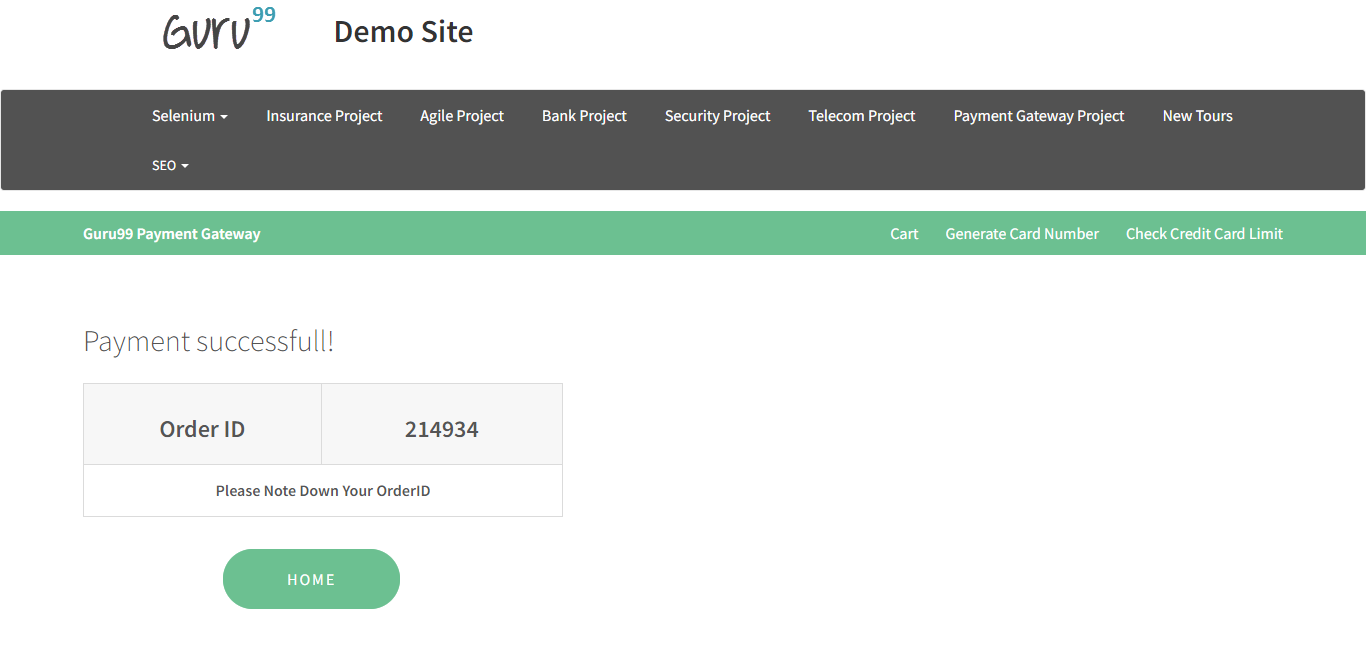 Guru99 Demo Site
Selenium Insurance Project Agile Project Bank Project Security Project Telecom Project Payment Gateway Project New Tours
SEO
Guru99 Payment Gateway Cart Generate Card Number Check Credit Card Limit
Payment successfull!
Order ID 214934
Please Note Down Your OrderID
HOME